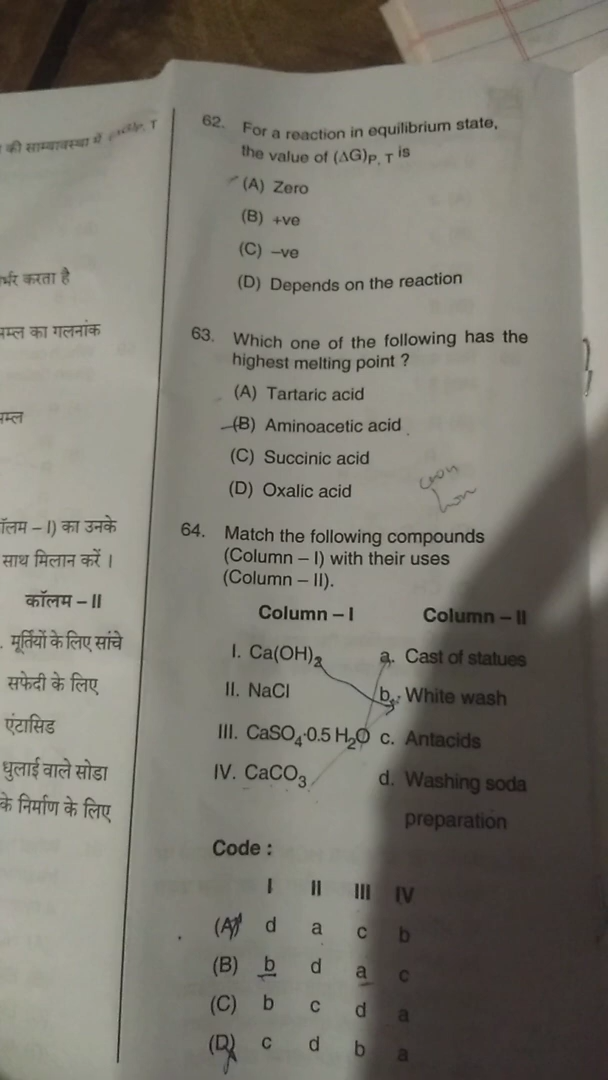 की साम्यावस्था में
र्भर करता है
म्ल का गलनांक
म्ल
ॉलम – I) का उनके
साथ मिलान करें ।
कॉलम – II
. मूर्तियों के लिए सांचे
सफेदी के लिए
एंटासिड
धुलाई वाले सोडा
के निर्माण के लिए
62. For a reaction in equilibrium state,
the value of (ΔG)P, T is
(A) Zero
(B) +ve
(C) –ve
(D) Depends on the reaction
63. Which one of the following has the
highest melting point ?
(A) Tartaric acid
(B) Aminoacetic acid
(C) Succinic acid
(D) Oxalic acid
64. Match the following compounds
(Column – I) with their uses
(Column – II).
Column – I Column – II
I. Ca(OH)2 a. Cast of statues
II. NaCl b. White wash
III. CaSO4·0.5 H2O c. Antacids
IV. CaCO3 d. Washing soda
preparation
Code :
I II III IV
(A) d a c b
(B) b d a c
(C) b c d a
(D) c d b a